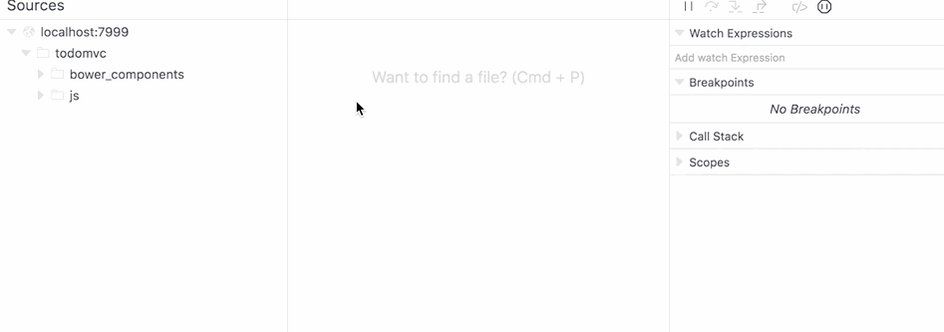 Sources
localhost:7999
todomvc
bower_components
js
Want to find a file? (Cmd + P)
Watch Expressions
Add watch Expression
Breakpoints
No Breakpoints
Call Stack
Scopes